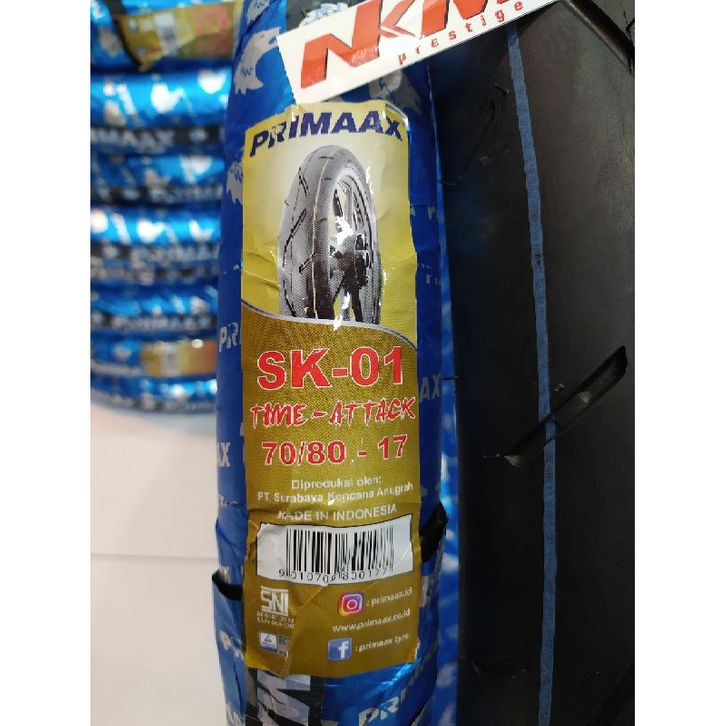 NKM
prestige
PRIMAAX
SK-01
TIME-ATTACK
70/80 - 17
Diproduksi oleh:
PT Surabaya Kencana Anugrah
MADE IN INDONESIA
SNI
: primaax.id
www.primaax.co.id
: primaax tyre